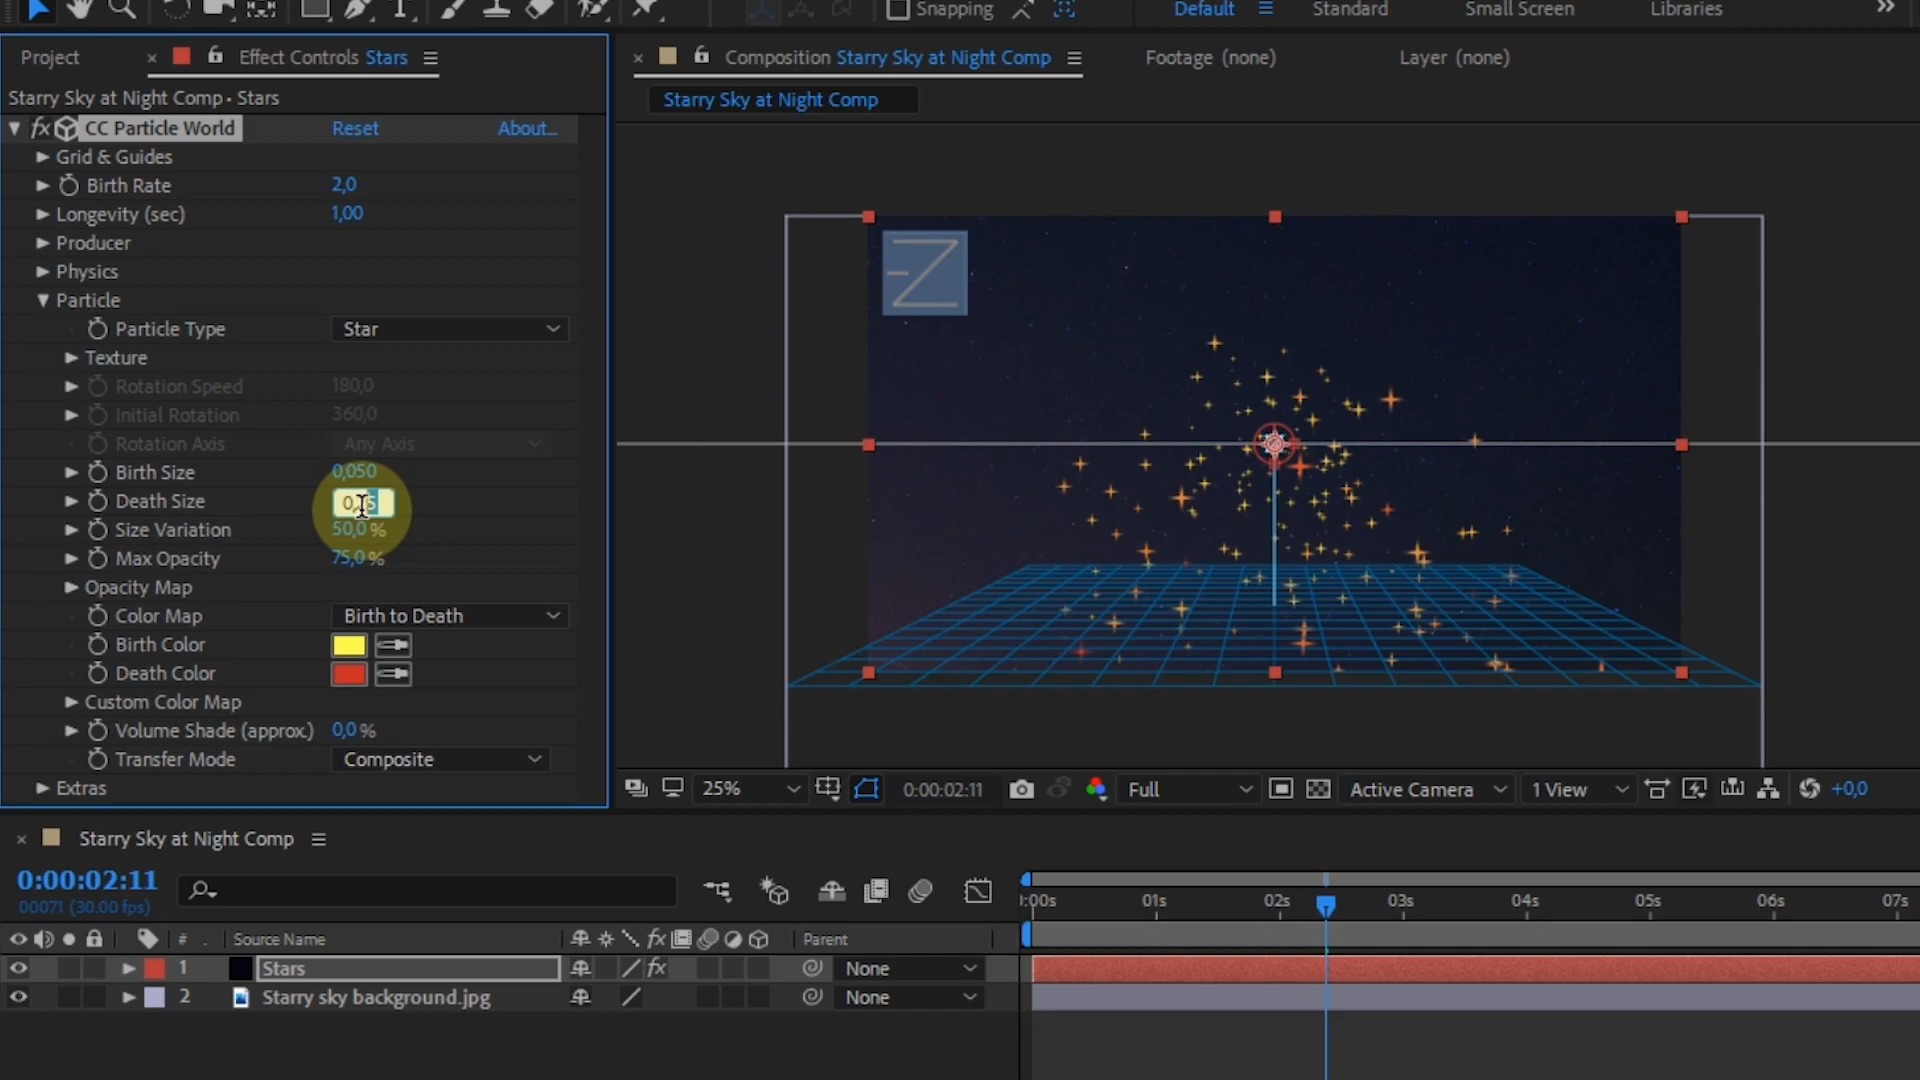 Snapping
Default
Standard
Small Screen
Libraries
Project
Effect Controls Stars
Starry Sky at Night Comp • Stars
fx CC Particle World Reset About...
Grid & Guides
Birth Rate 2,0
Longevity (sec) 1,00
Producer
Physics
Particle
Particle Type Star
Texture
Rotation Speed 180,0
Initial Rotation 360,0
Rotation Axis Any Axis
Birth Size 0,050
Death Size
Size Variation 50,0 %
Max Opacity 75,0 %
Opacity Map
Color Map Birth to Death
Birth Color
Death Color
Custom Color Map
Volume Shade (approx.) 0,0 %
Transfer Mode Composite
Extras
Composition Starry Sky at Night Comp
Footage (none)
Layer (none)
Starry Sky at Night Comp
25% 0:00:02:11 Full Active Camera 1 View +0,0
Starry Sky at Night Comp
0:00:02:11
00071 (30.00 fps)
:00s 01s 02s 03s 04s 05s 06s 07s
# . Source Name fx Parent
1 Stars fx None
2 Starry sky background.jpg None